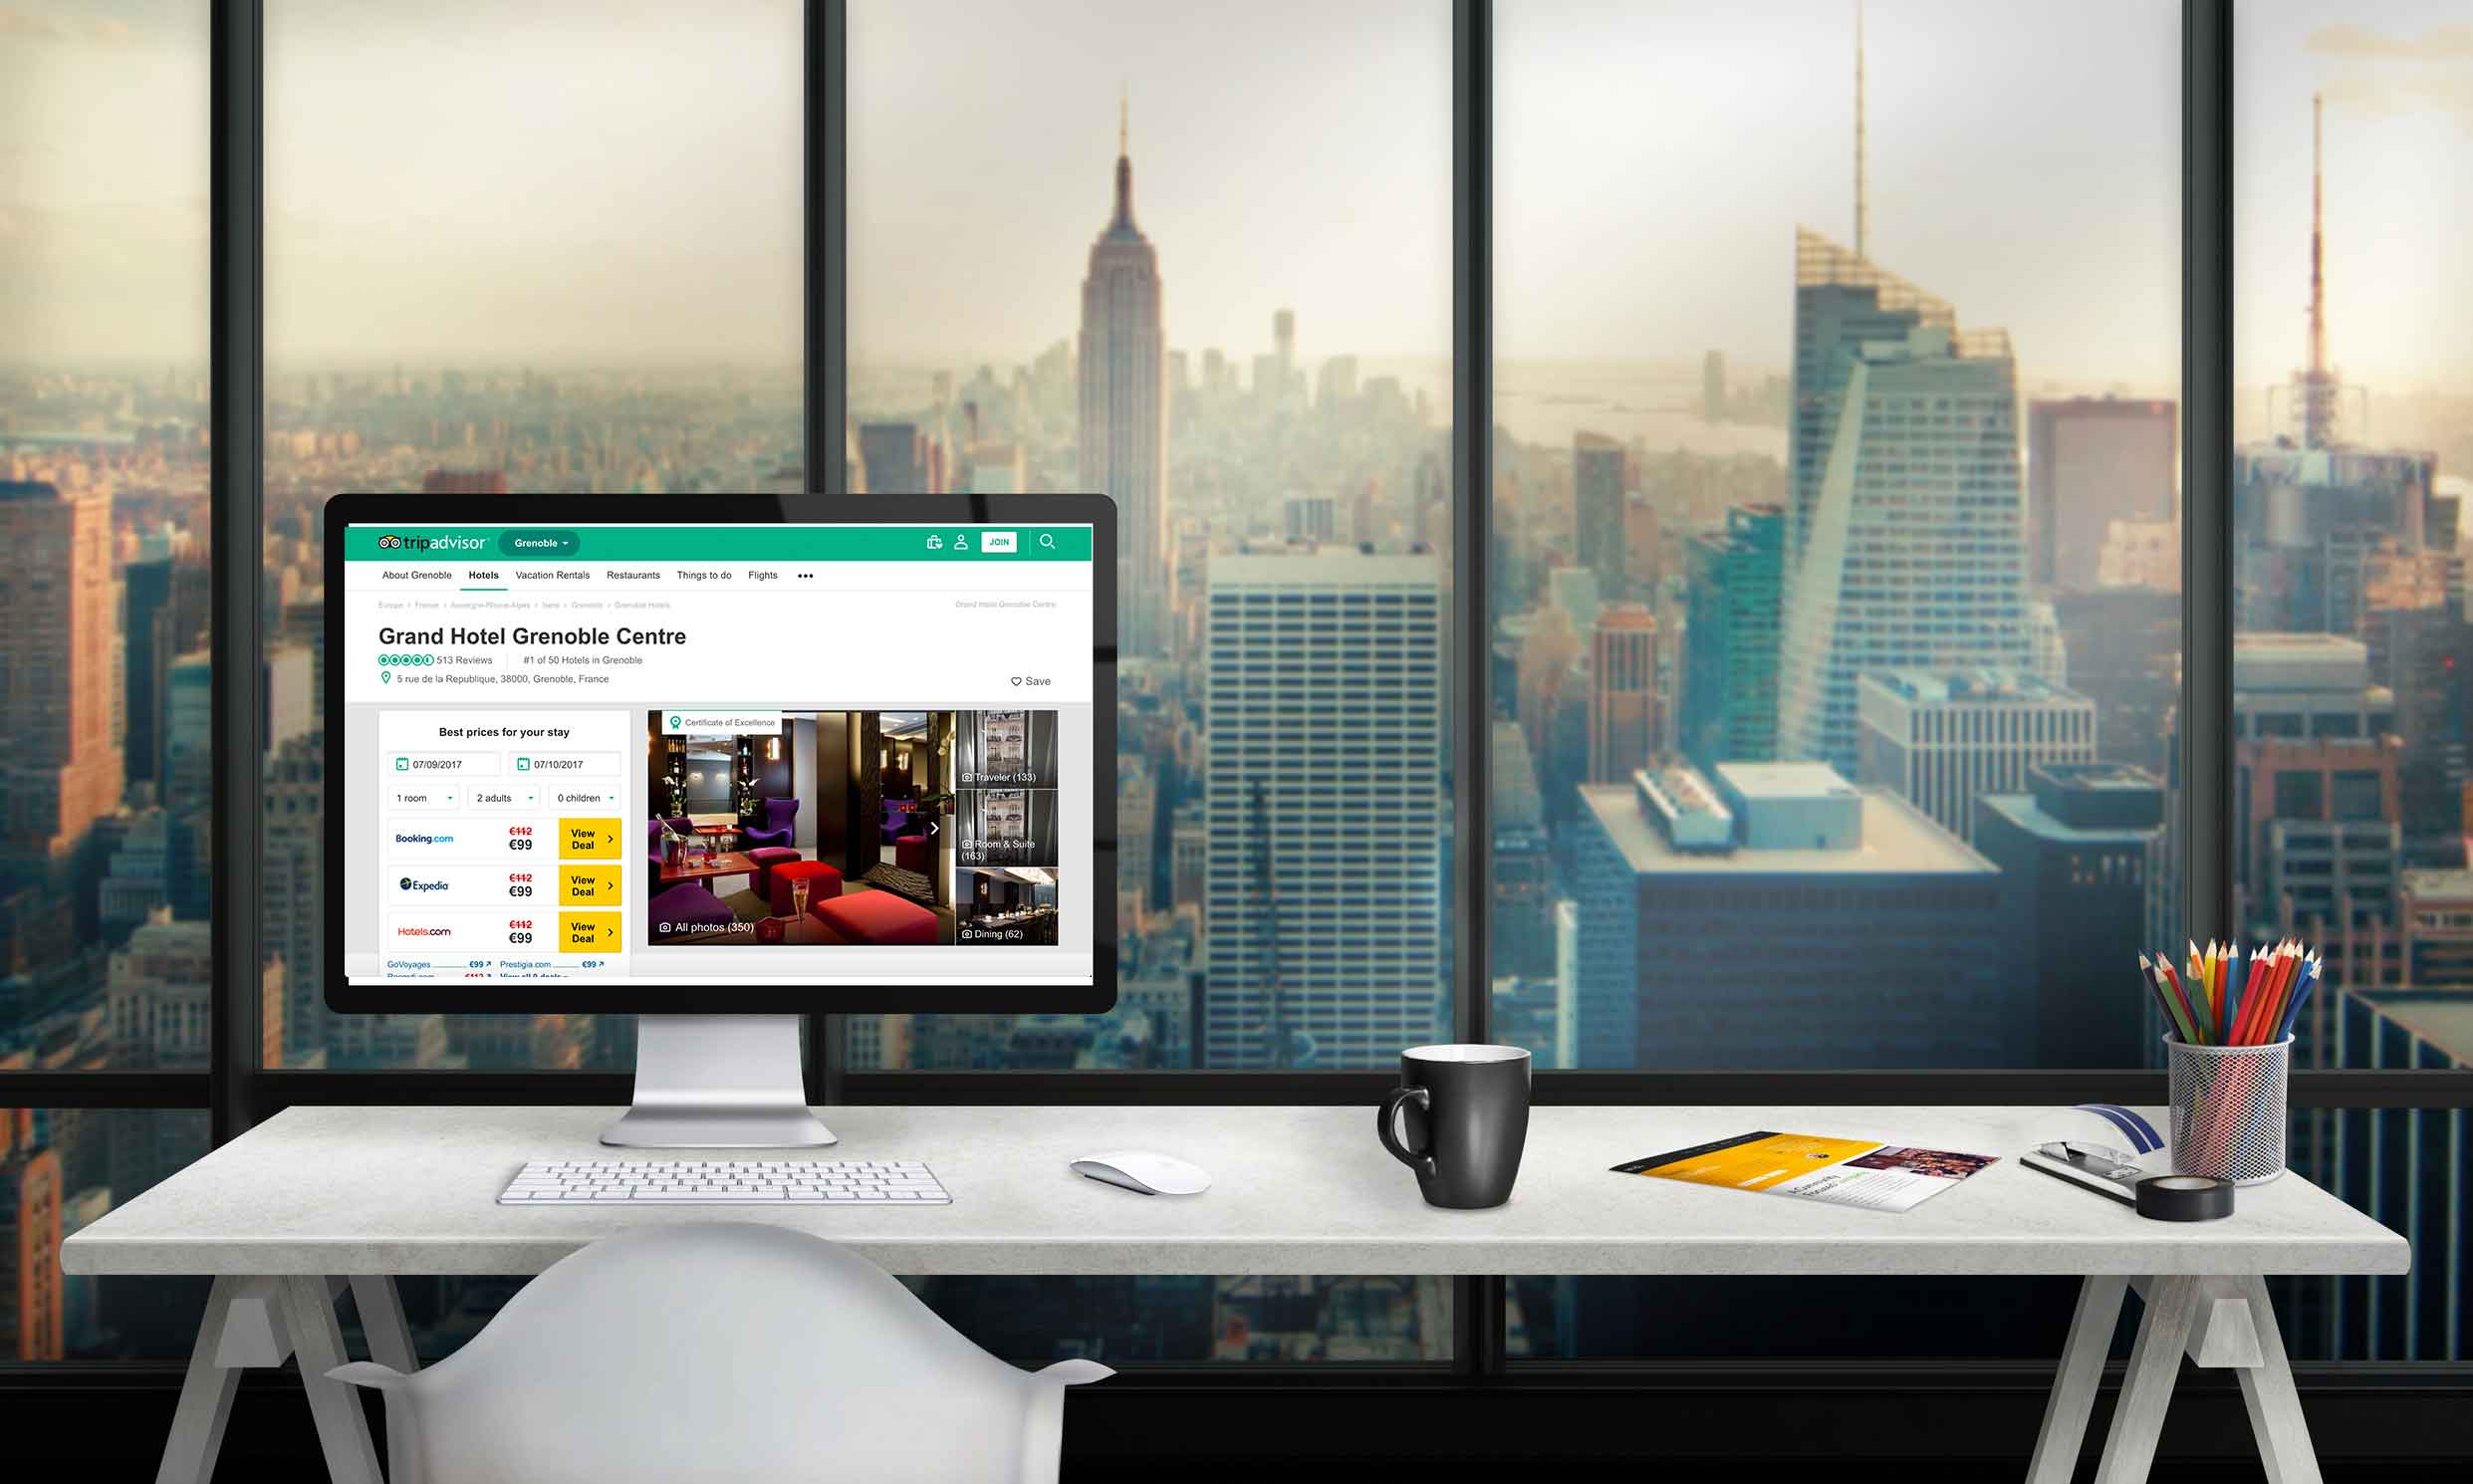 tripadvisor
Grenoble
JOIN
About Grenoble Hotels Vacation Rentals Restaurants Things to do Flights •••
Europe › France › Auvergne-Rhone-Alpes › Isere › Grenoble › Grenoble Hotels
Grand Hotel Grenoble Centre
Grand Hotel Grenoble Centre
513 Reviews #1 of 50 Hotels in Grenoble
5 rue de la Republique, 38000, Grenoble, France
Save
Best prices for your stay
07/09/2017 07/10/2017
1 room 2 adults 0 children
Booking.com €112 €99 View Deal
Expedia €112 €99 View Deal
Hotels.com €112 €99 View Deal
GoVoyages €99 Prestigia.com €99
€112 View all 9 deals
Certificate of Excellence
All photos (350)
Traveler (133)
Room & Suite
(163)
Dining (62)
A Community
Focused